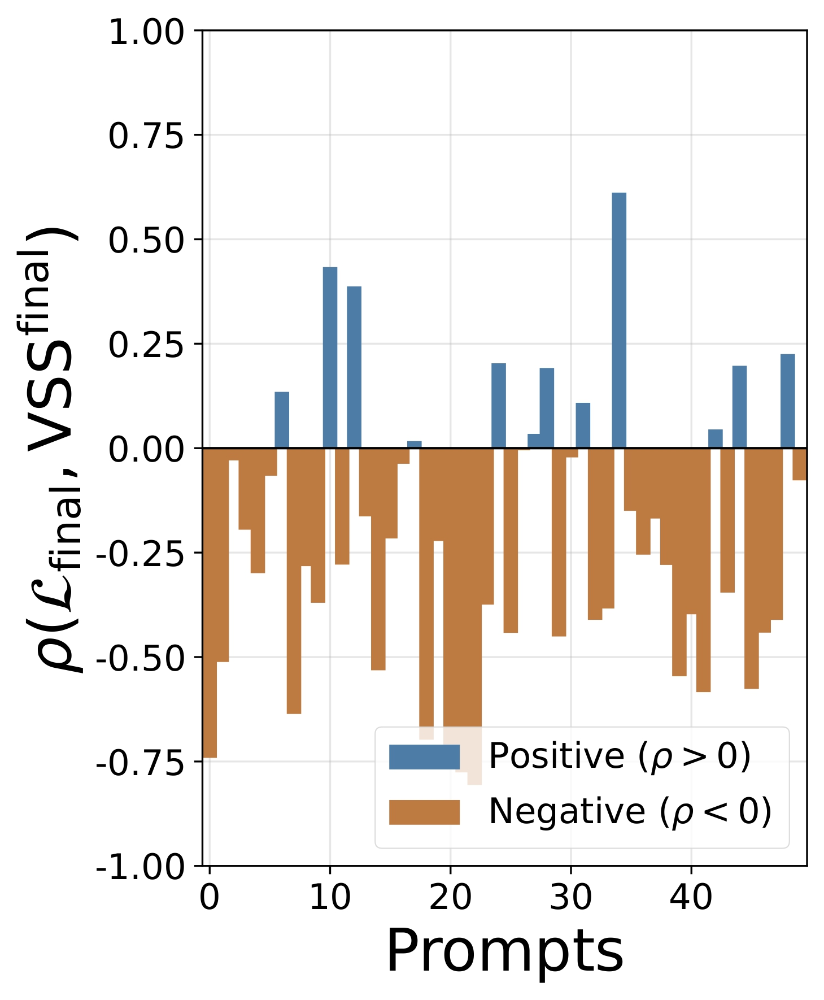 ρ(ℒfinal, VSSfinal)
1.00
0.75
0.50
0.25
0.00
-0.25
-0.50
-0.75
-1.00
Positive (ρ > 0)
Negative (ρ < 0)
0 10 20 30 40
Prompts